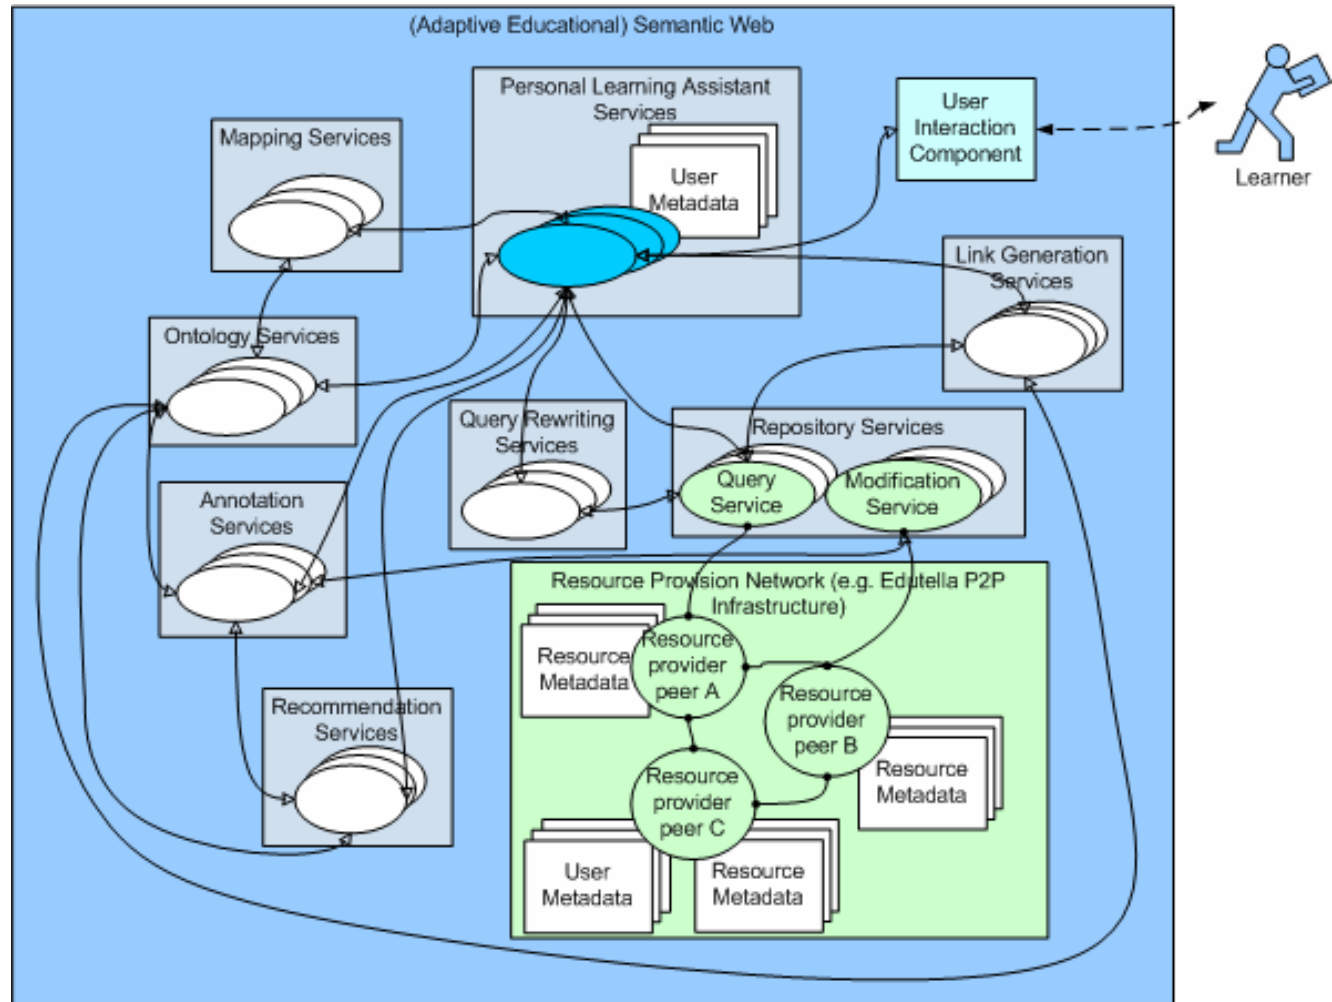 (Adaptive Educational) Semantic Web
Personal Learning Assistant
Services
User
Metadata
User
Interaction
Component
Learner
Mapping Services
Link Generation
Services
Ontology Services
Query Rewriting
Services
Repository Services
Query
Service
Modification
Service
Annotation
Services
Resource Provision Network (e.g. Edutella P2P
Infrastructure)
Resource
Metadata
Resource
provider
peer A
Resource
provider
peer B
Resource
Metadata
Recommendation
Services
Resource
provider
peer C
User
Metadata
Resource
Metadata